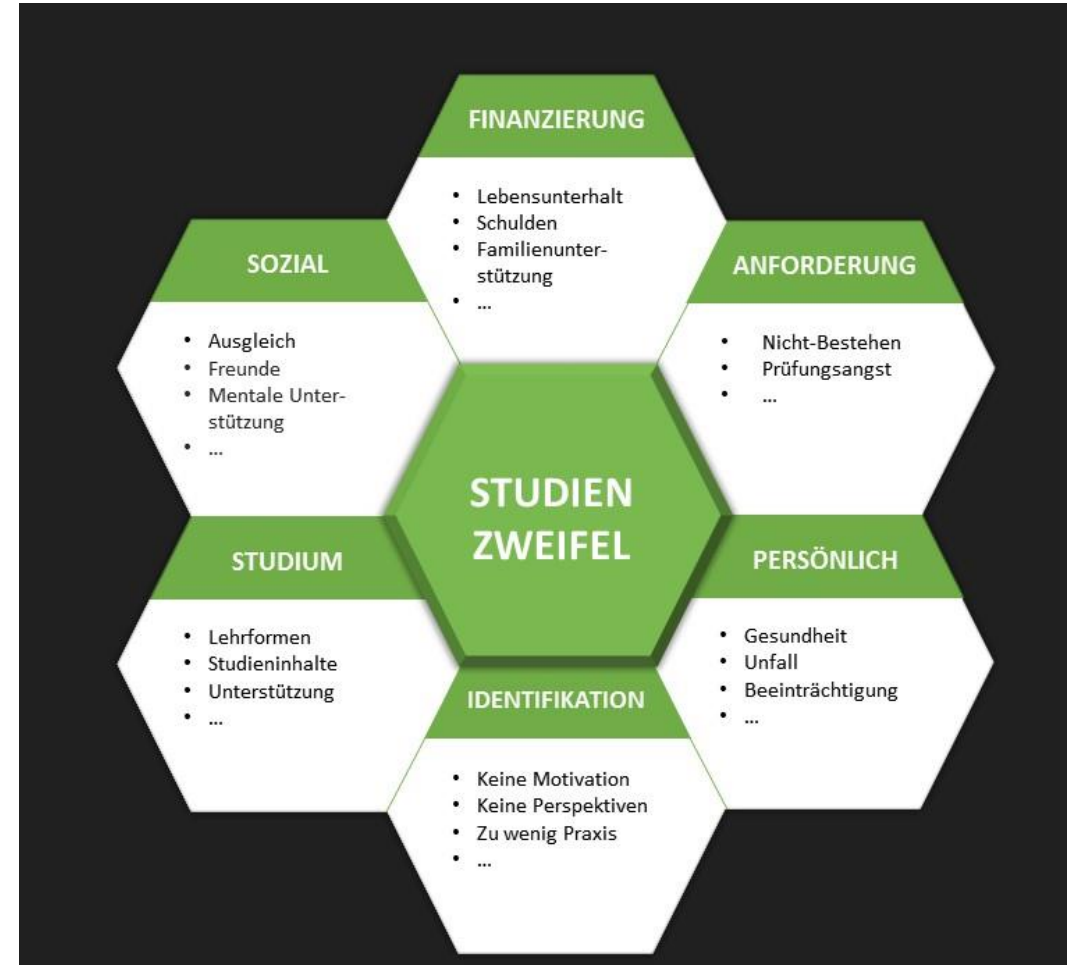 FINANZIERUNG
• Lebensunterhalt
• Schulden
• Familienunter-
stützung
• ...
SOZIAL
• Ausgleich
• Freunde
• Mentale Unter-
stützung
• ...
ANFORDERUNG
• Nicht-Bestehen
• Prüfungsangst
• ...
STUDIEN
ZWEIFEL
STUDIUM
• Lehrformen
• Studieninhalte
• Unterstützung
• ...
PERSÖNLICH
• Gesundheit
• Unfall
• Beeinträchtigung
• ...
IDENTIFIKATION
• Keine Motivation
• Keine Perspektiven
• Zu wenig Praxis
• ...